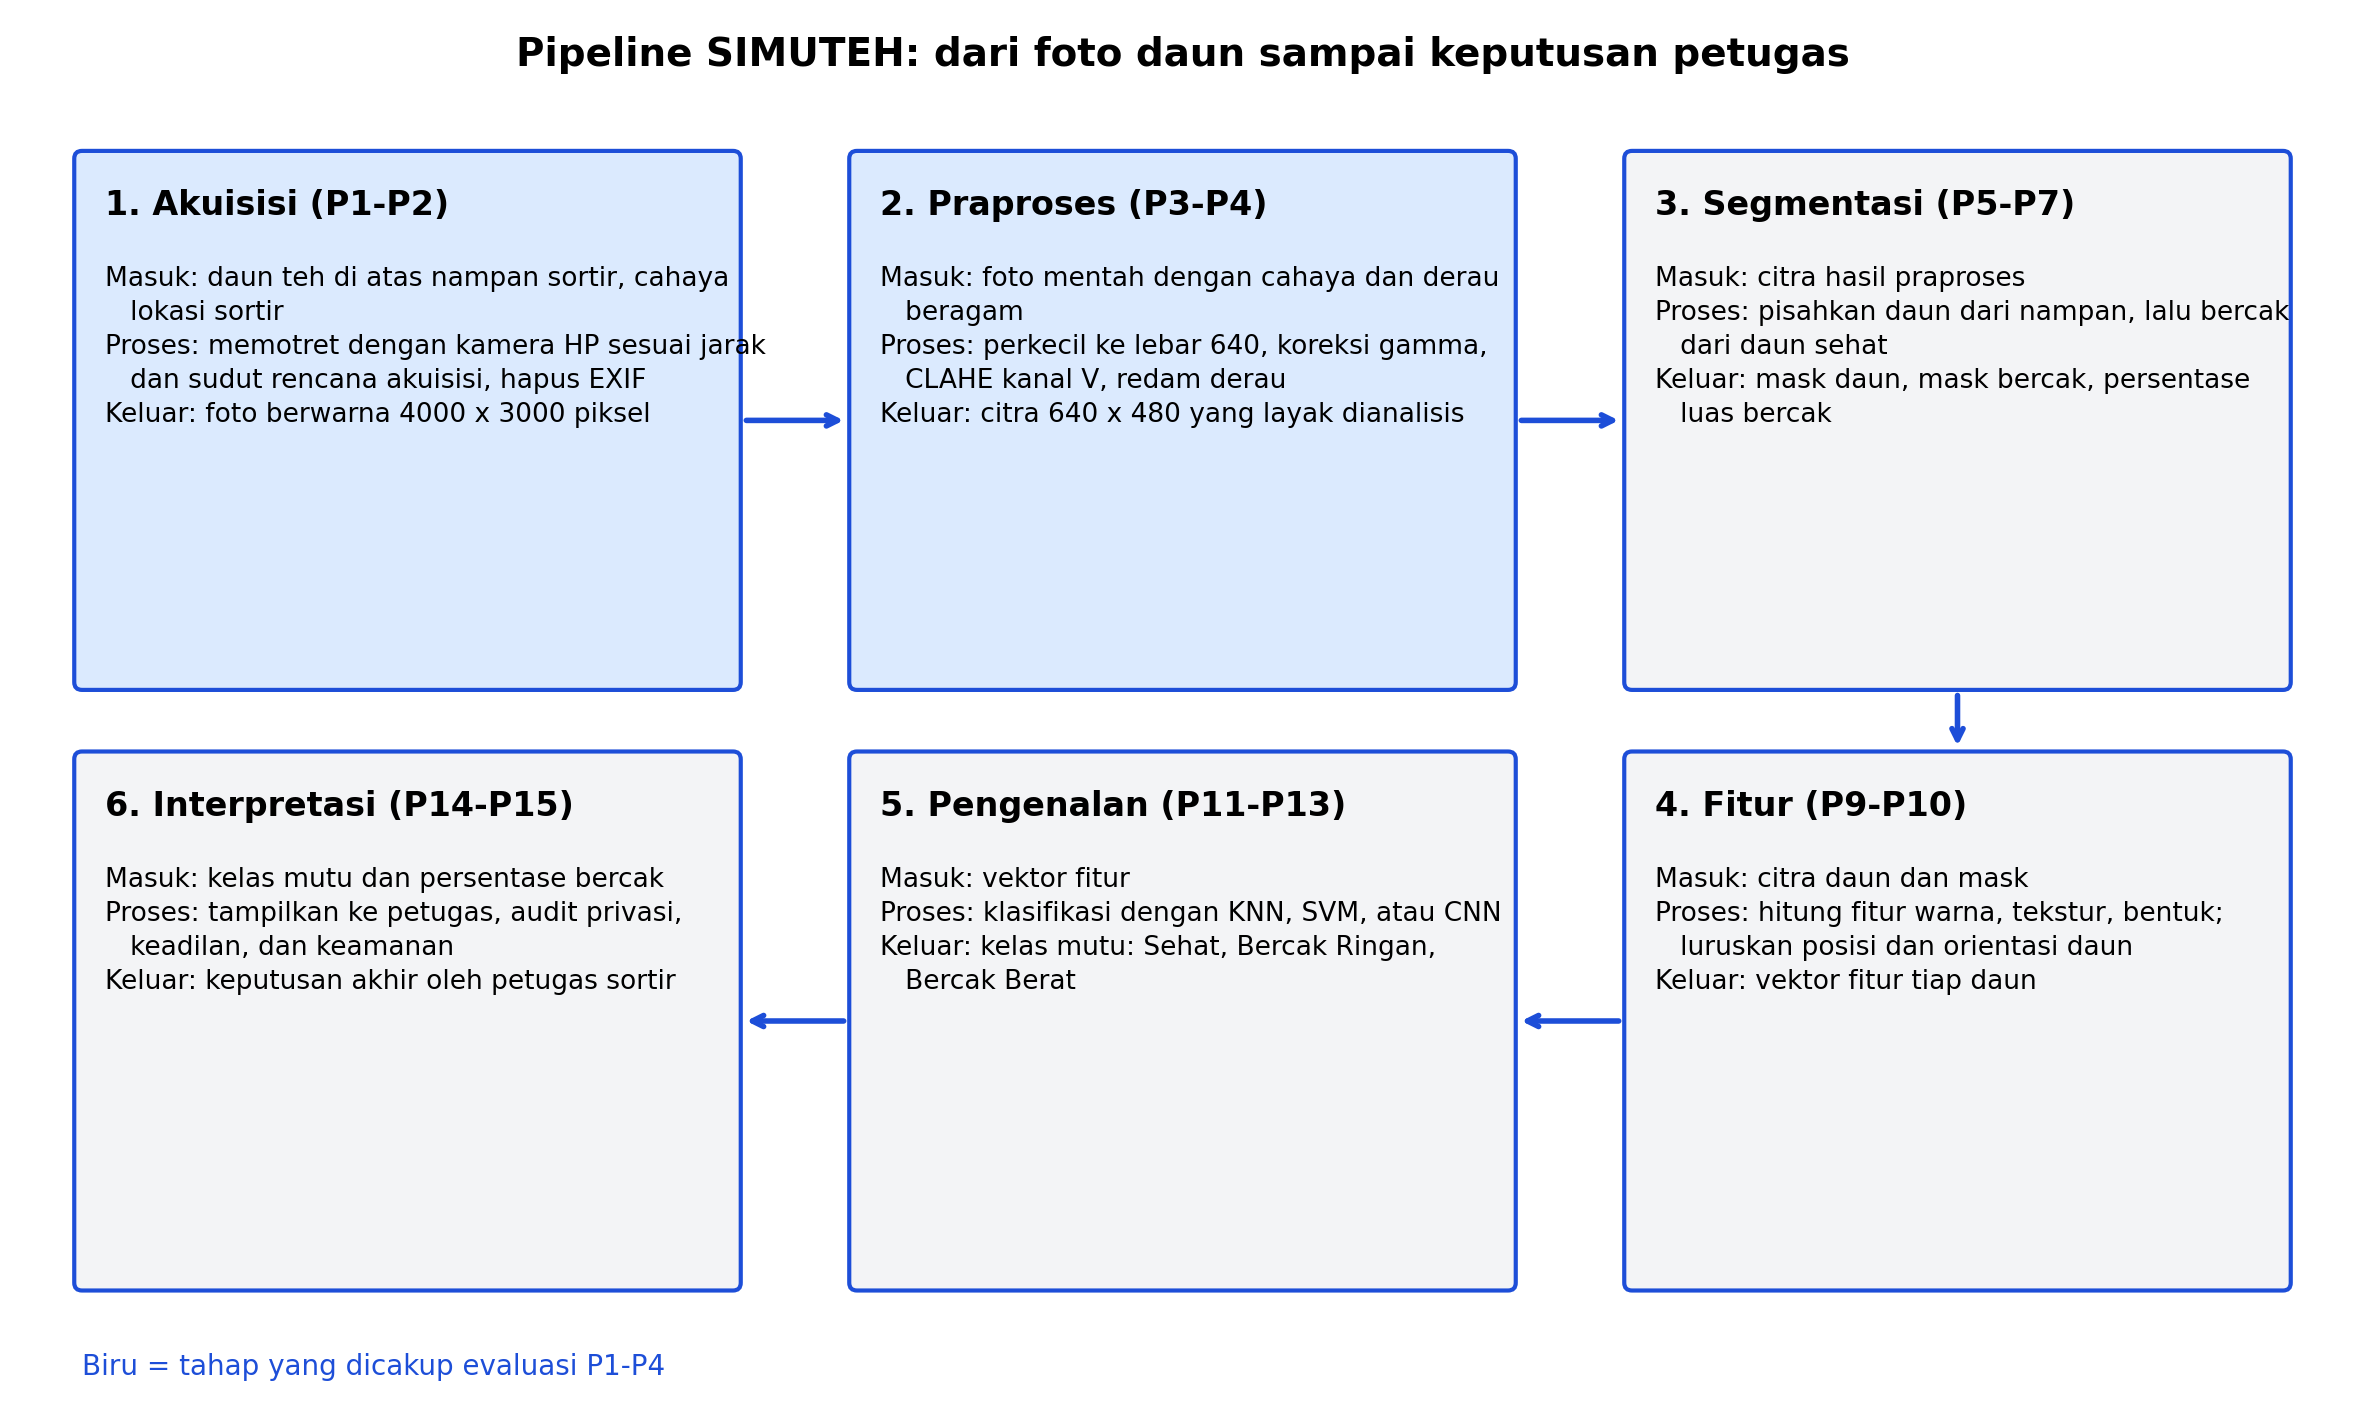 Pipeline SIMUTEH: dari foto daun sampai keputusan petugas
1. Akuisisi (P1-P2)
Masuk: daun teh di atas nampan sortir, cahaya
lokasi sortir
Proses: memotret dengan kamera HP sesuai jarak
dan sudut rencana akuisisi, hapus EXIF
Keluar: foto berwarna 4000 x 3000 piksel
2. Praproses (P3-P4)
Masuk: foto mentah dengan cahaya dan derau
beragam
Proses: perkecil ke lebar 640, koreksi gamma,
CLAHE kanal V, redam derau
Keluar: citra 640 x 480 yang layak dianalisis
3. Segmentasi (P5-P7)
Masuk: citra hasil praproses
Proses: pisahkan daun dari nampan, lalu bercak
dari daun sehat
Keluar: mask daun, mask bercak, persentase
luas bercak
4. Fitur (P9-P10)
Masuk: citra daun dan mask
Proses: hitung fitur warna, tekstur, bentuk;
luruskan posisi dan orientasi daun
Keluar: vektor fitur tiap daun
5. Pengenalan (P11-P13)
Masuk: vektor fitur
Proses: klasifikasi dengan KNN, SVM, atau CNN
Keluar: kelas mutu: Sehat, Bercak Ringan,
Bercak Berat
6. Interpretasi (P14-P15)
Masuk: kelas mutu dan persentase bercak
Proses: tampilkan ke petugas, audit privasi,
keadilan, dan keamanan
Keluar: keputusan akhir oleh petugas sortir
Biru = tahap yang dicakup evaluasi P1-P4